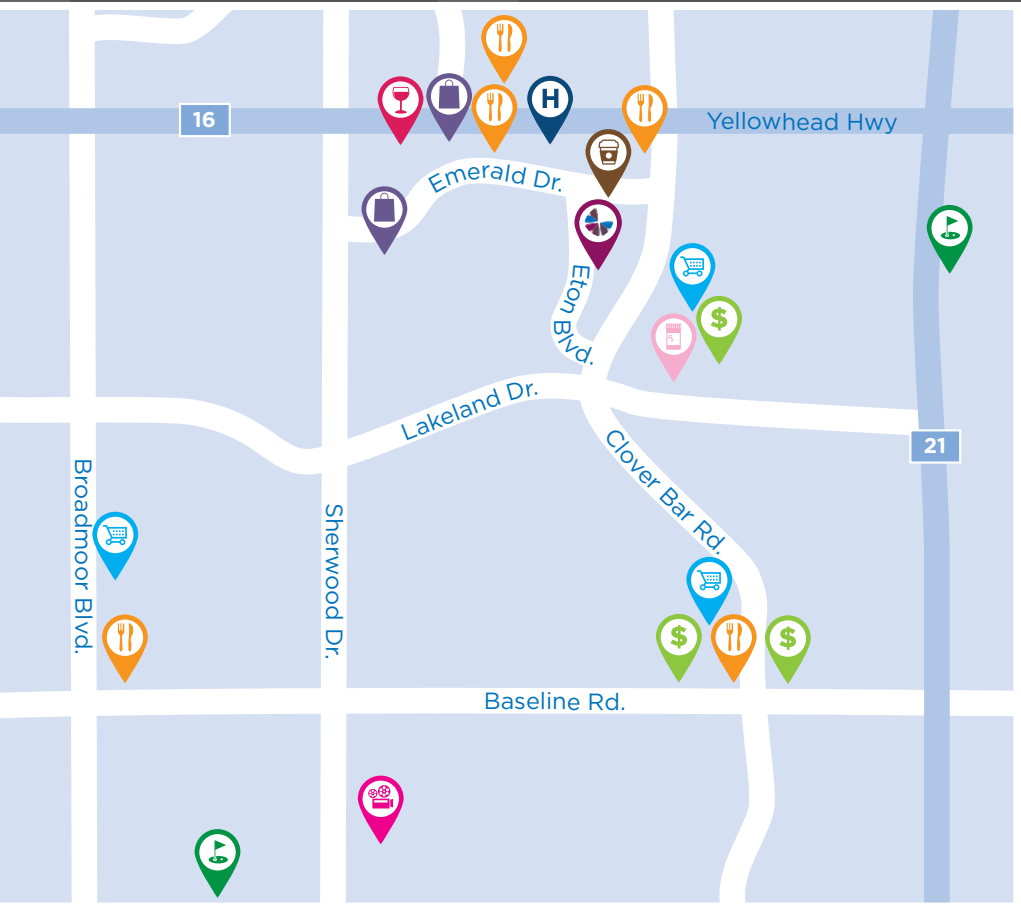 H
16
Yellowhead Hwy
Emerald Dr.
Eton Blvd.
$
Lakeland Dr.
21
Clover Bar Rd.
Broadmoor Blvd.
Sherwood Dr.
$
$
Baseline Rd.